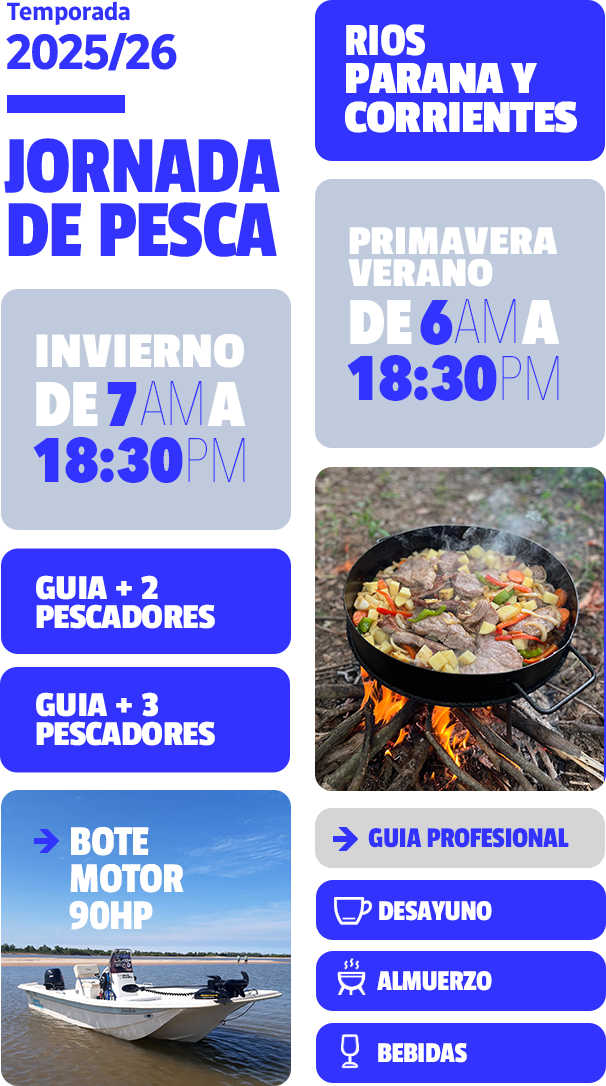 Temporada
2025/26
JORNADA
DE PESCA
INVIERNO
DE 7AM A
18:30PM
GUIA + 2
PESCADORES
GUIA + 3
PESCADORES
BOTE
MOTOR
90HP
RIOS
PARANA Y
CORRIENTES
PRIMAVERA
VERANO
DE 6AM A
18:30PM
GUIA PROFESIONAL
DESAYUNO
ALMUERZO
BEBIDAS